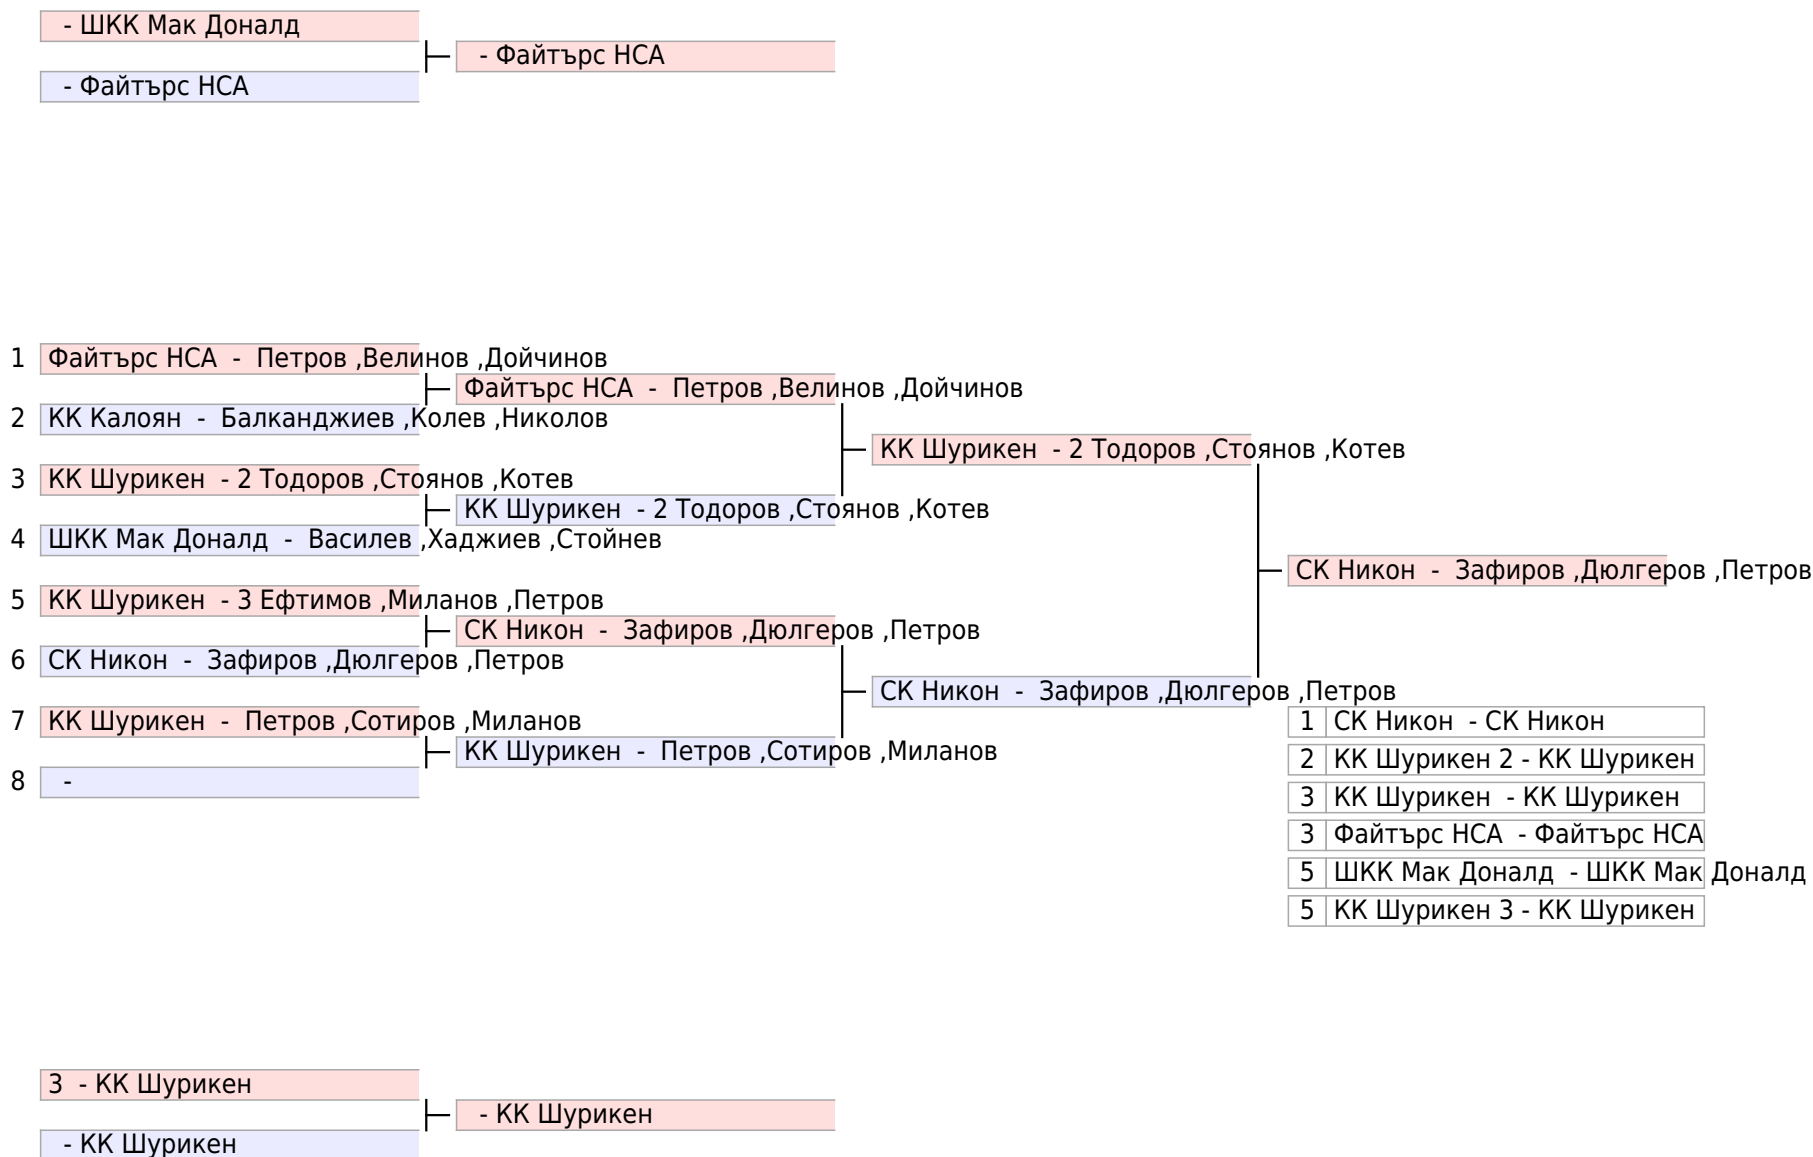 - ШКК Мак Доналд
- Файтърс НСА
- Файтърс НСА
1 Файтърс НСА - Петров ,Велинов ,Дойчинов
Файтърс НСА - Петров ,Велинов ,Дойчинов
2 КК Калоян - Балканджиев ,Колев ,Николов
КК Шурикен - 2 Тодоров ,Стоянов ,Котев
3 КК Шурикен - 2 Тодоров ,Стоянов ,Котев
КК Шурикен - 2 Тодоров ,Стоянов ,Котев
4 ШКК Мак Доналд - Василев ,Хаджиев ,Стойнев
СК Никон - Зафиров ,Дюлгеров ,Петров
5 КК Шурикен - 3 Ефтимов ,Миланов ,Петров
СК Никон - Зафиров ,Дюлгеров ,Петров
6 СК Никон - Зафиров ,Дюлгеров ,Петров
СК Никон - Зафиров ,Дюлгеров ,Петров
7 КК Шурикен - Петров ,Сотиров ,Миланов
КК Шурикен - Петров ,Сотиров ,Миланов
8 -
1 СК Никон - СК Никон
2 КК Шурикен 2 - КК Шурикен
3 КК Шурикен - КК Шурикен
3 Файтърс НСА - Файтърс НСА
5 ШКК Мак Доналд - ШКК Мак Доналд
5 КК Шурикен 3 - КК Шурикен
3 - КК Шурикен
- КК Шурикен
- КК Шурикен